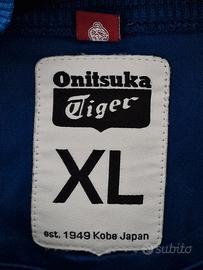 Onitsuka
Tiger
XL
est. 1949 Kobe Japan
subito